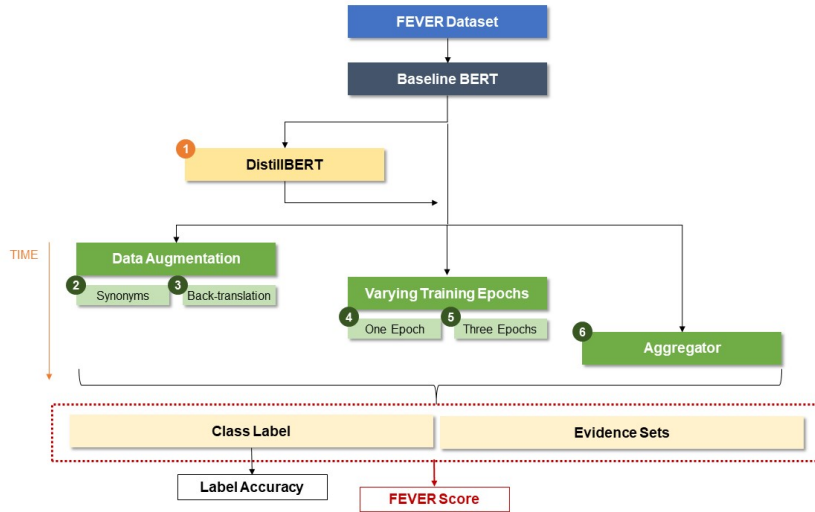 FEVER Dataset
Baseline BERT
1
DistillBERT
TIME
Data Augmentation
2
Synonyms
3
Back-translation
Varying Training Epochs
4
One Epoch
5
Three Epochs
6
Aggregator
Class Label
Evidence Sets
Label Accuracy
FEVER Score